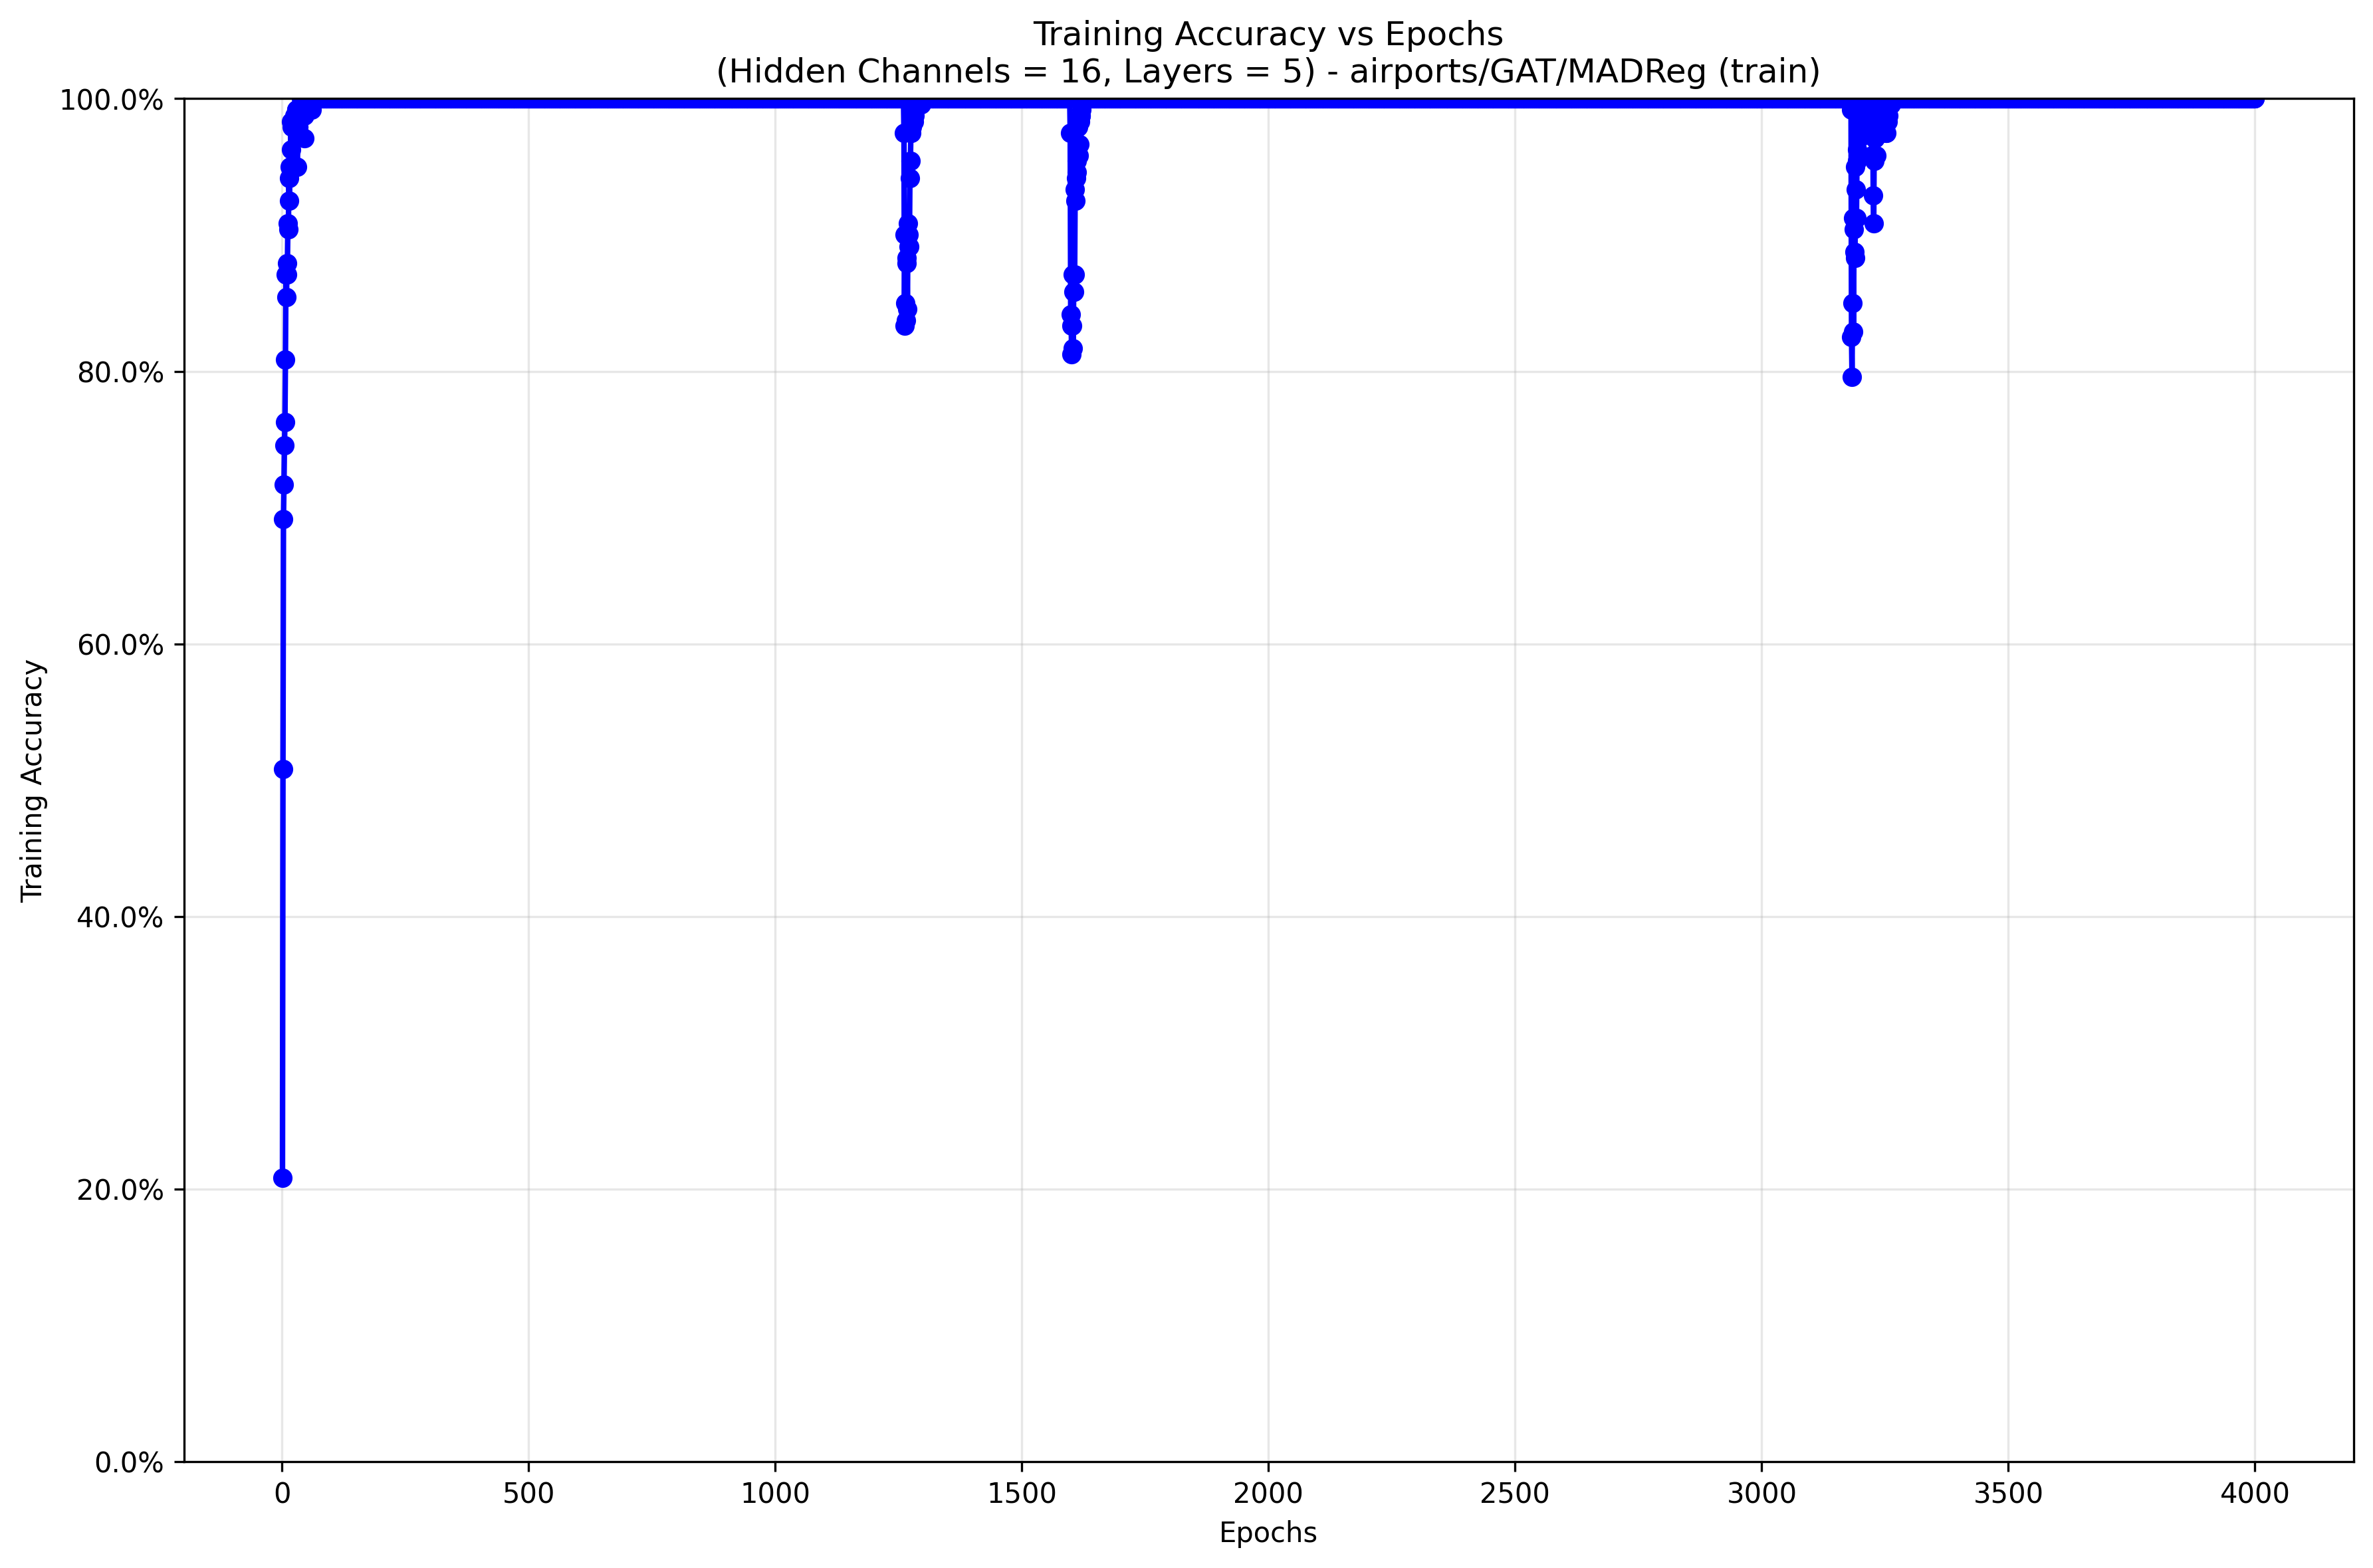 Training Accuracy vs Epochs
(Hidden Channels = 16, Layers = 5) - airports/GAT/MADReg (train)
100.0%
80.0%
60.0%
40.0%
20.0%
0.0%
Training Accuracy
0 500 1000 1500 2000 2500 3000 3500 4000
Epochs